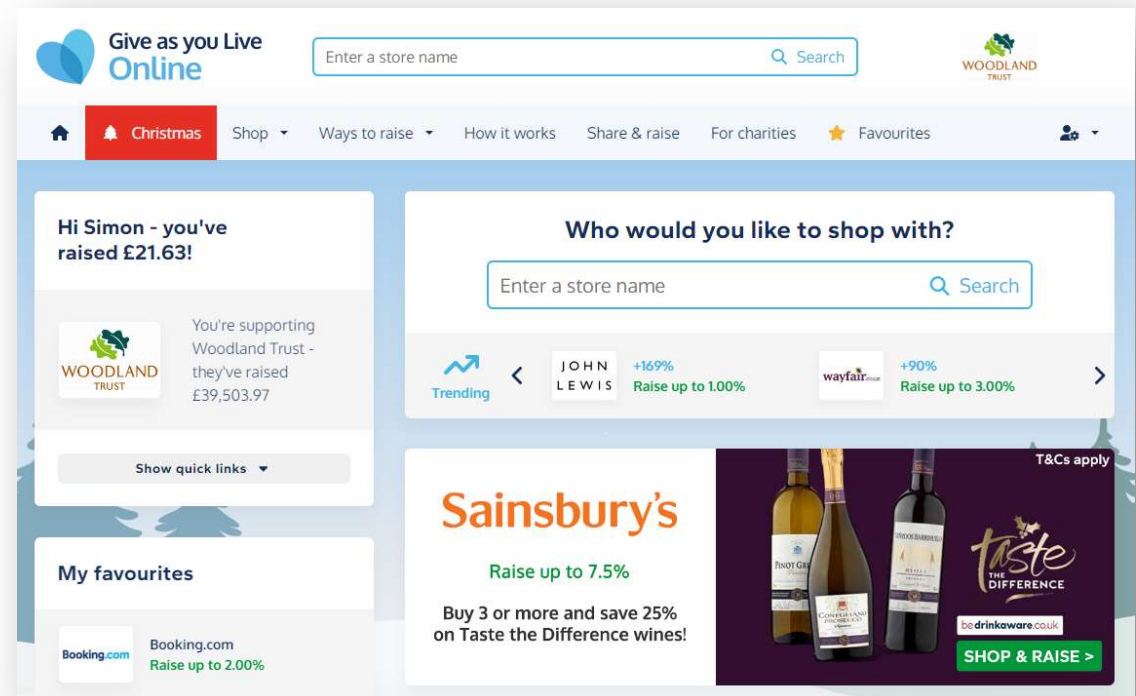 Give as you Live
Online
Enter a store name
Search
WOODLAND
TRUST
Christmas
Shop
Ways to raise
How it works
Share & raise
For charities
Favourites
Hi Simon - you've
raised £21.63!
WOODLAND
TRUST
You're supporting
Woodland Trust -
they've raised
£39,503.97
Show quick links
My favourites
Booking.com
Booking.com
Raise up to 2.00%
Who would you like to shop with?
Enter a store name
Search
Trending
JOHN
LEWIS
+169%
Raise up to 1.00%
wayfair
+90%
Raise up to 3.00%
Sainsbury's
Raise up to 7.5%
Buy 3 or more and save 25%
on Taste the Difference wines!
T&Cs apply
PINOT
CONEGLIANO
PROSECCO
taste
THE
DIFFERENCE
bedrinkaware.co.uk
SHOP & RAISE >